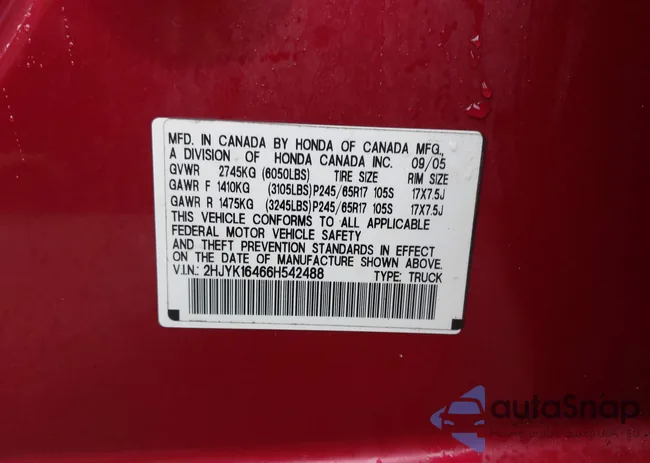 MFD. IN CANADA BY HONDA OF CANADA MFG.,
A DIVISION OF HONDA CANADA INC. 09/05
GVWR 2745KG (6050LBS) TIRE SIZE RIM SIZE
GAWR F 1410KG (3105LBS) P245/65R17 105S 17X7.5J
GAWR R 1475KG (3245LBS) P245/65R17 105S 17X7.5J
THIS VEHICLE CONFORMS TO ALL APPLICABLE
FEDERAL MOTOR VEHICLE SAFETY
AND THEFT PREVENTION STANDARDS IN EFFECT
ON THE DATE OF MANUFACTURE SHOWN ABOVE.
V.I.N.: 2HJYK16466H542488 TYPE: TRUCK
autoSnap